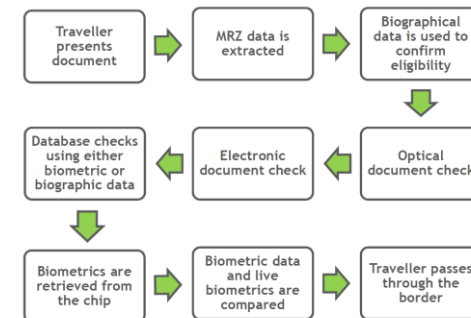 Traveller
presents
document
MRZ data is
extracted
Biographical
data is used to
confirm
eligibility
Optical
document check
Electronic
document check
Database checks
using either
biometric or
biographic data
Biometrics are
retrieved from
the chip
Biometric data
and live
biometrics are
compared
Traveller passes
through the
border